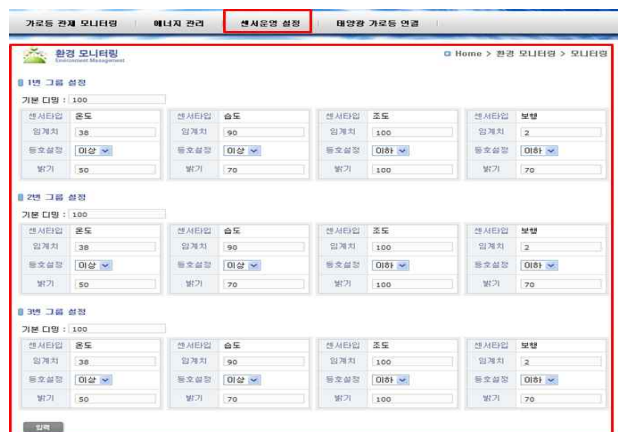 가로등 관제 모니터링 에너지 관리 센서운영 설정 태양광 가로등 연결
환경 모니터링 Home > 환경 모니터링 > 모니터링
Environment Management
1번 그룹 설정
기본 디밍 : 100
센서타입 온도 센서타입 습도 센서타입 조도 센서타입 보행
임계치 38 임계치 90 임계치 100 임계치 2
등호설정 이상 등호설정 이상 등호설정 이하 등호설정 이하
밝기 50 밝기 70 밝기 100 밝기 70
2번 그룹 설정
기본 디밍 : 100
센서타입 온도 센서타입 습도 센서타입 조도 센서타입 보행
임계치 38 임계치 90 임계치 100 임계치 2
등호설정 이상 등호설정 이상 등호설정 이하 등호설정 이하
밝기 50 밝기 70 밝기 100 밝기 70
3번 그룹 설정
기본 디밍 : 100
센서타입 온도 센서타입 습도 센서타입 조도 센서타입 보행
임계치 38 임계치 90 임계치 100 임계치 2
등호설정 이상 등호설정 이상 등호설정 이하 등호설정 이하
밝기 50 밝기 70 밝기 100 밝기 70
입력